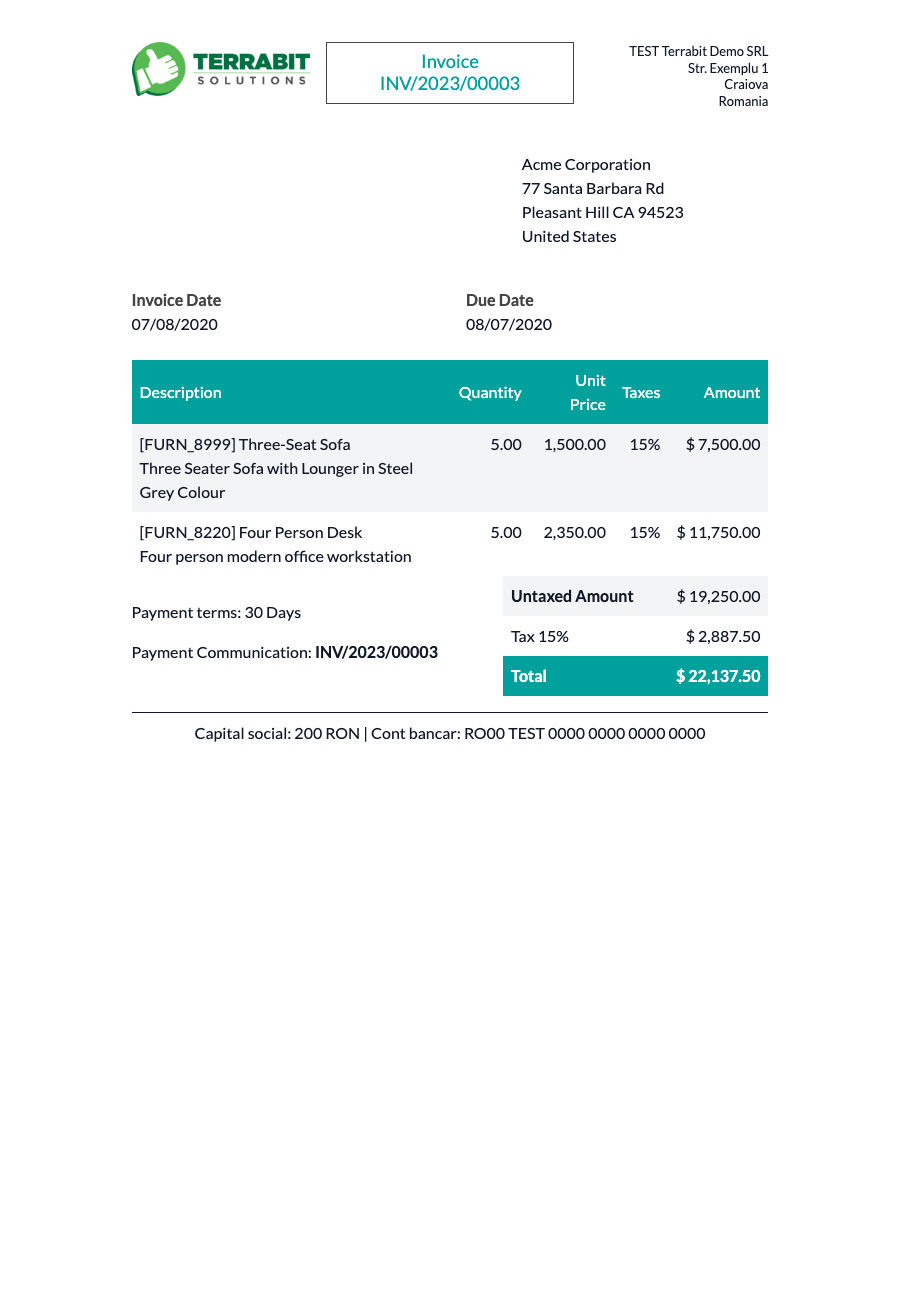 TERRABIT
SOLUTIONS
Invoice
INV/2023/00003
TEST Terrabit Demo SRL
Str. Exemplu 1
Craiova
Romania
Acme Corporation
77 Santa Barbara Rd
Pleasant Hill CA 94523
United States
Invoice Date Due Date
07/08/2020 08/07/2020
Description Quantity Unit Price Taxes Amount
[FURN_8999] Three-Seat Sofa 5.00 1,500.00 15% $ 7,500.00
Three Seater Sofa with Lounger in Steel
Grey Colour
[FURN_8220] Four Person Desk 5.00 2,350.00 15% $ 11,750.00
Four person modern office workstation
Untaxed Amount $ 19,250.00
Payment terms: 30 Days
Tax 15% $ 2,887.50
Payment Communication: INV/2023/00003
Total $ 22,137.50
Capital social: 200 RON | Cont bancar: RO00 TEST 0000 0000 0000 0000